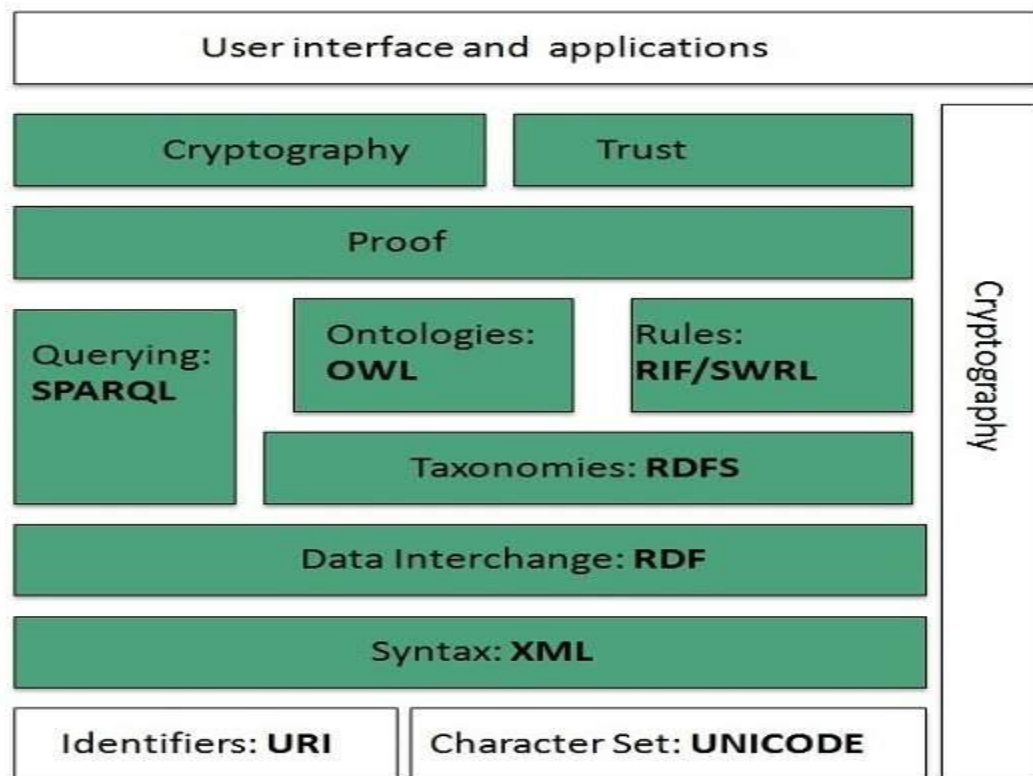 User interface and applications
Cryptography
Trust
Proof
Querying:
SPARQL
Ontologies:
OWL
Rules:
RIF/SWRL
Taxonomies: RDFS
Data Interchange: RDF
Syntax: XML
Identifiers: URI
Character Set: UNICODE
Cryptography